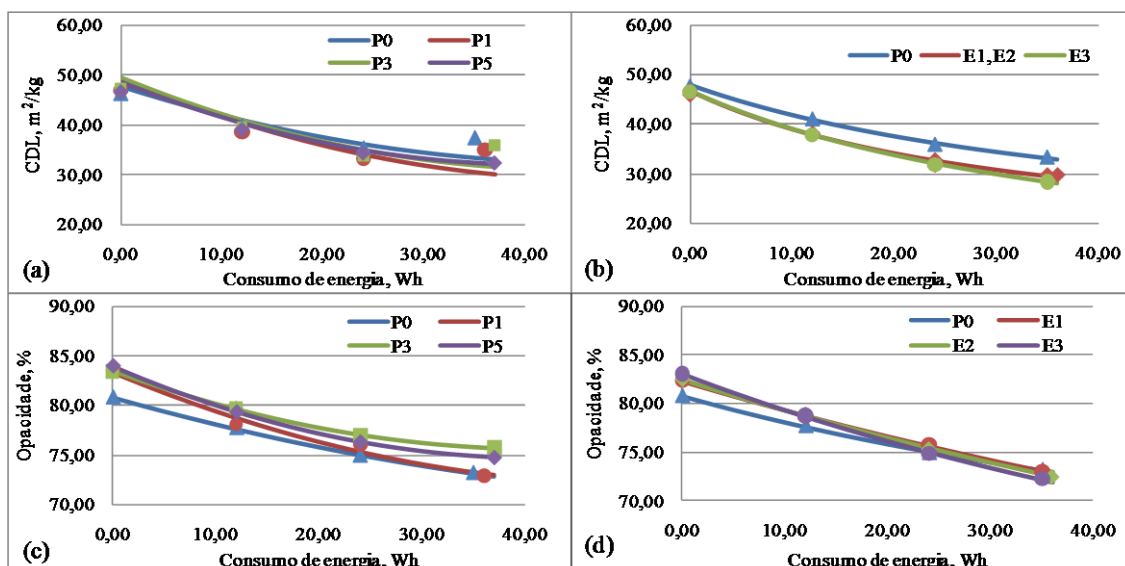 60,00
50,00
40,00
30,00
20,00
CDL, m²/kg
P0 P1
P3 P5
0,00 10,00 20,00 30,00 40,00
Consumo de energia, Wh
(a)
60,00
50,00
40,00
30,00
20,00
CDL, m²/kg
P0 E1,E2 E3
0,00 10,00 20,00 30,00 40,00
Consumo de energia, Wh
(b)
90,00
85,00
80,00
75,00
70,00
Opacidade, %
P0 P1
P3 P5
0,00 10,00 20,00 30,00 40,00
Consumo de energia, Wh
(c)
90,00
85,00
80,00
75,00
70,00
Opacidade, %
P0 E1
E2 E3
0,00 10,00 20,00 30,00 40,00
Consumo de energia, Wh
(d)